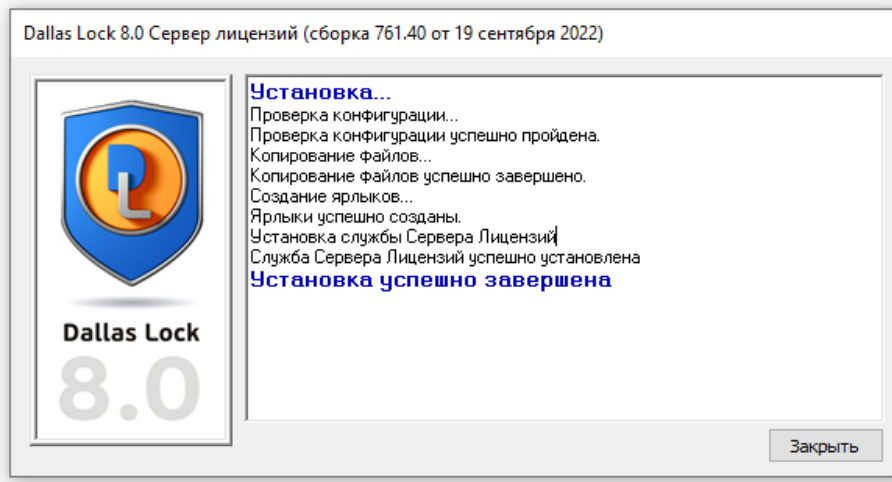 Dallas Lock 8.0 Сервер лицензий (сборка 761.40 от 19 сентября 2022)
Установка...
Проверка конфигурации...
Проверка конфигурации успешно пройдена.
Копирование файлов...
Копирование файлов успешно завершено.
Создание ярлыков...
Ярлыки успешно созданы.
Установка службы Сервера Лицензий
Служба Сервера Лицензий успешно установлена
Установка успешно завершена
DL
Dallas Lock
8.0
Закрыть